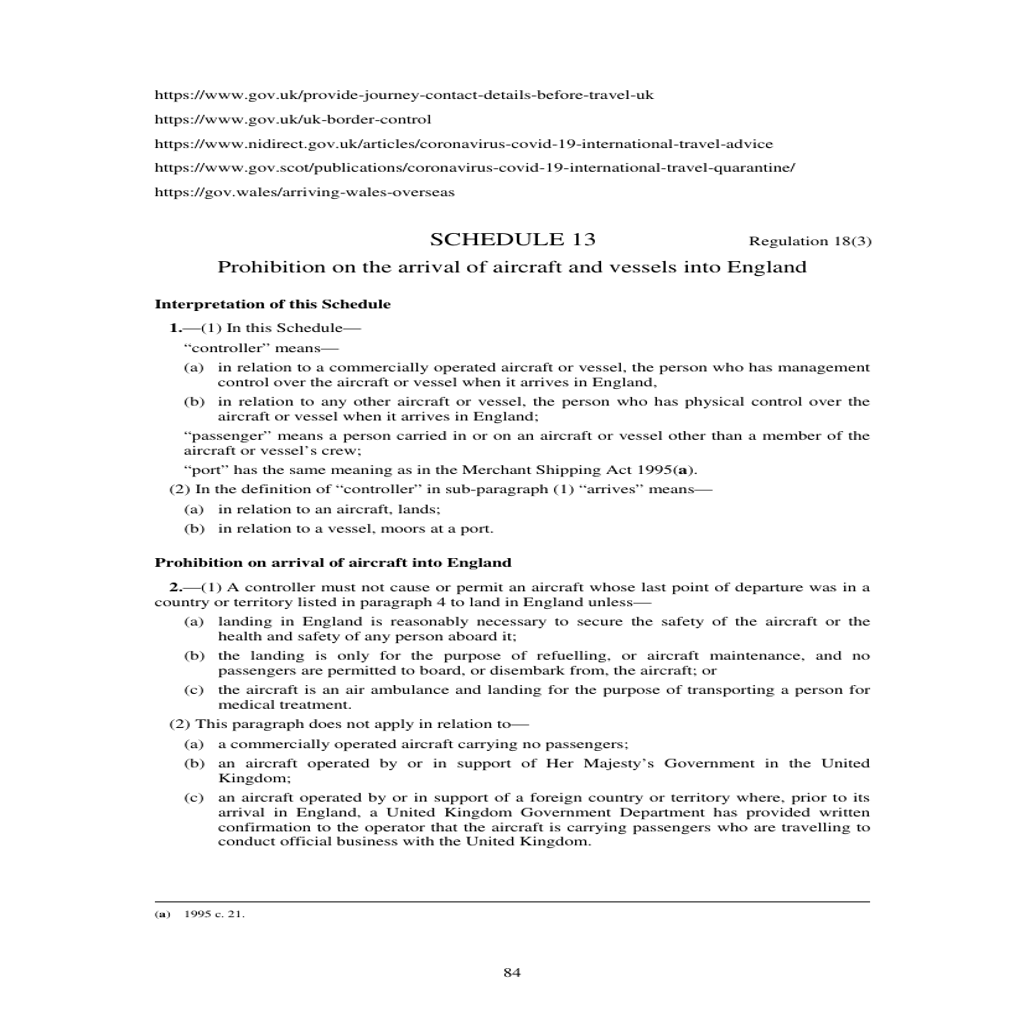 https://www.gov.uk/provide-journey-contact-details-before-travel-uk
https://www.gov.uk/uk-border-control
https://www.nidirect.gov.uk/articles/coronavirus-covid-19-international-travel-advice
https://www.gov.scot/publications/coronavirus-covid-19-international-travel-quarantine/
https://gov.wales/arriving-wales-overseas
SCHEDULE 13 Regulation 18(3)
Prohibition on the arrival of aircraft and vessels into England
Interpretation of this Schedule
1.—(1) In this Schedule—
“controller” means—
(a) in relation to a commercially operated aircraft or vessel, the person who has management
control over the aircraft or vessel when it arrives in England,
(b) in relation to any other aircraft or vessel, the person who has physical control over the
aircraft or vessel when it arrives in England;
“passenger” means a person carried in or on an aircraft or vessel other than a member of the
aircraft or vessel’s crew;
“port” has the same meaning as in the Merchant Shipping Act 1995(a).
(2) In the definition of “controller” in sub-paragraph (1) “arrives” means—
(a) in relation to an aircraft, lands;
(b) in relation to a vessel, moors at a port.
Prohibition on arrival of aircraft into England
2.—(1) A controller must not cause or permit an aircraft whose last point of departure was in a
country or territory listed in paragraph 4 to land in England unless—
(a) landing in England is reasonably necessary to secure the safety of the aircraft or the
health and safety of any person aboard it;
(b) the landing is only for the purpose of refuelling, or aircraft maintenance, and no
passengers are permitted to board, or disembark from, the aircraft; or
(c) the aircraft is an air ambulance and landing for the purpose of transporting a person for
medical treatment.
(2) This paragraph does not apply in relation to—
(a) a commercially operated aircraft carrying no passengers;
(b) an aircraft operated by or in support of Her Majesty’s Government in the United
Kingdom;
(c) an aircraft operated by or in support of a foreign country or territory where, prior to its
arrival in England, a United Kingdom Government Department has provided written
confirmation to the operator that the aircraft is carrying passengers who are travelling to
conduct official business with the United Kingdom.
(a) 1995 c. 21.
84